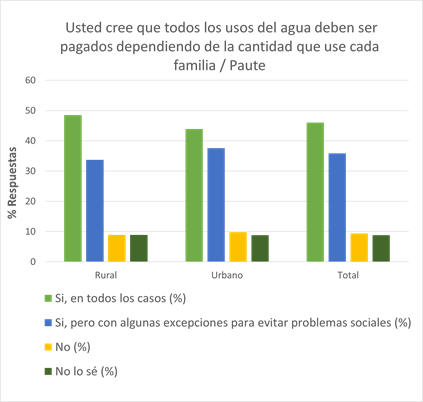 Usted cree que todos los usos del agua deben ser
pagados dependiendo de la cantidad que use cada
familia / Paute
% Respuestas
60
50
40
30
20
10
0
Rural
Urbano
Total
Si, en todos los casos (%)
Si, pero con algunas excepciones para evitar problemas sociales (%)
No (%)
No lo sé (%)